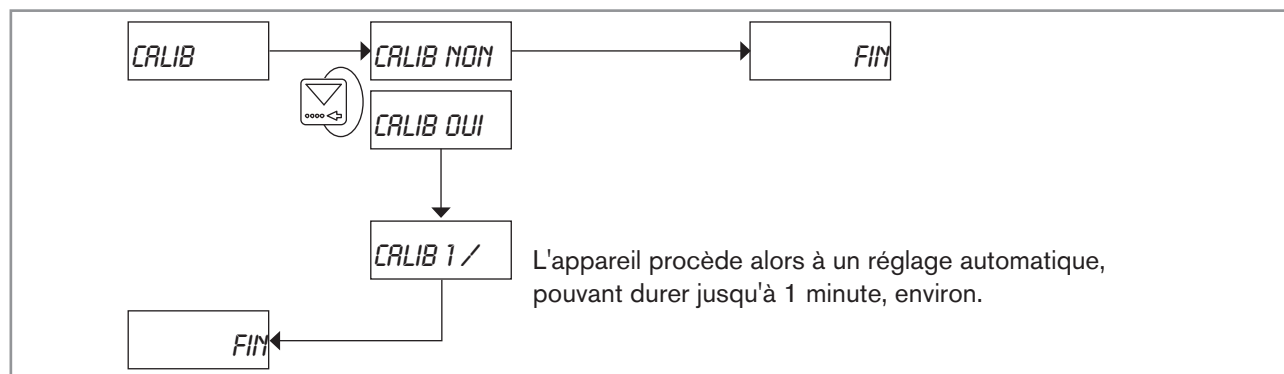 CALIB
CALIB NON
FIN
CALIB OUI
CALIB 1 /
L'appareil procède alors à un réglage automatique,
pouvant durer jusqu'à 1 minute, environ.
FIN